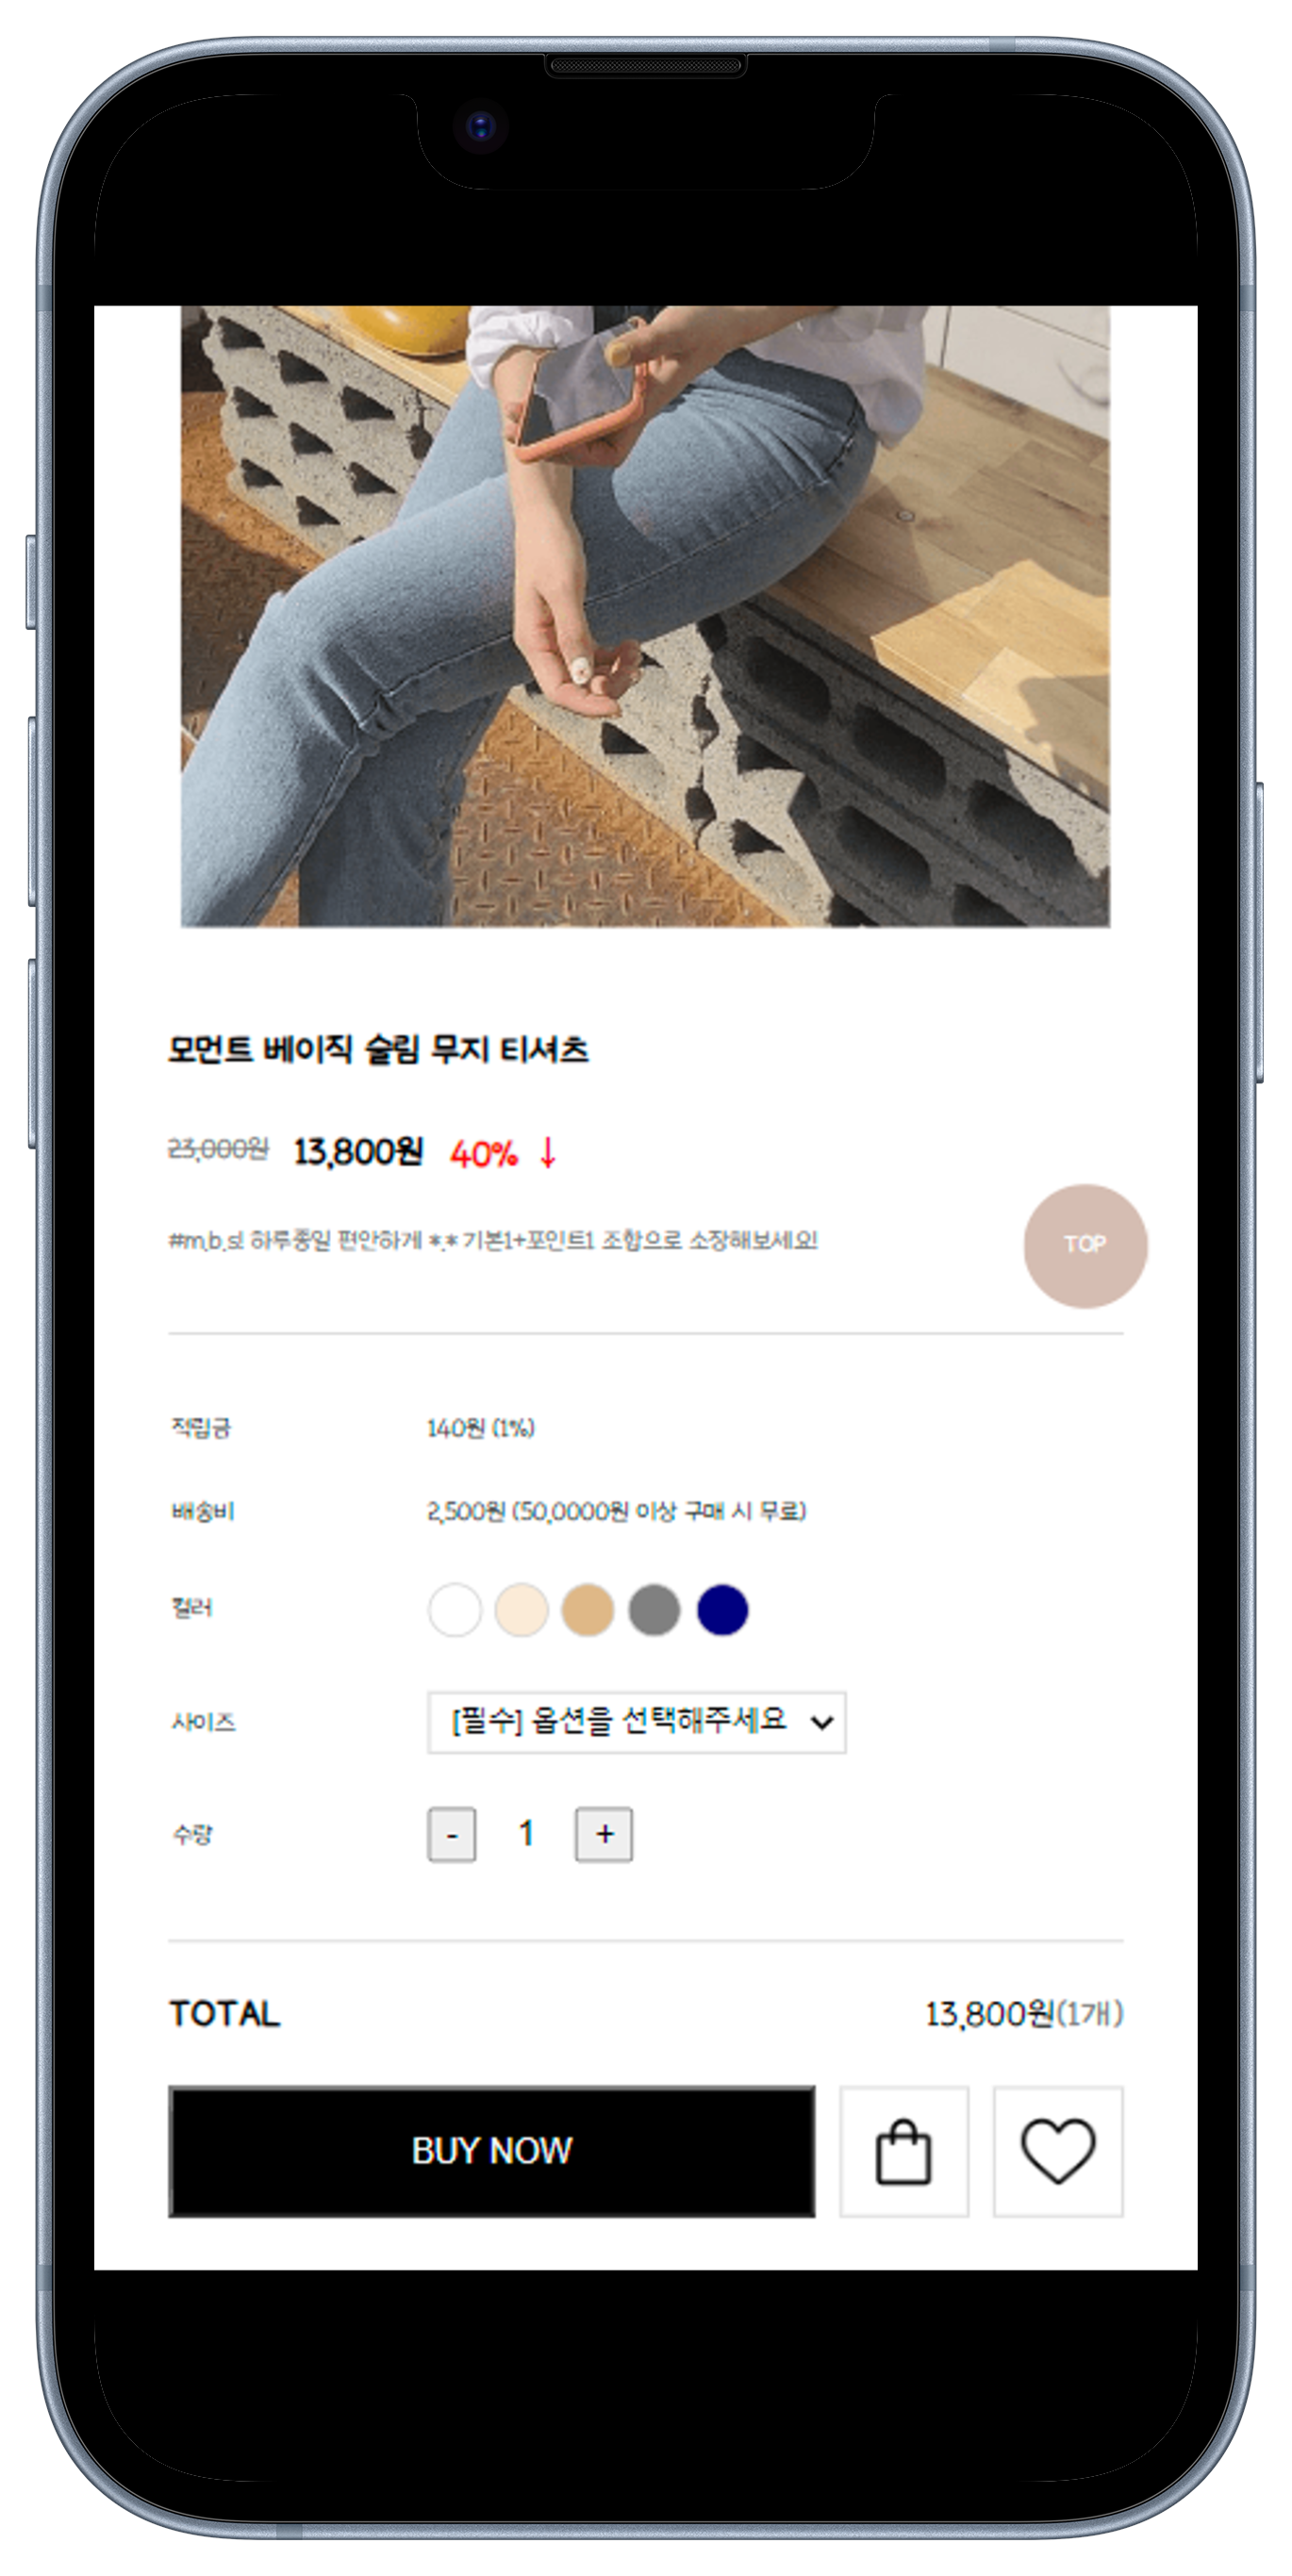 모먼트 베이직 슬림 무지 티셔츠
23,000원 13,800원 40% ↓
#m,b,s! 하루종일 편안하게 *.* 기본1+포인트1 조합으로 소장해보세요!
TOP
적립금 140원 (1%)
배송비 2,500원 (50,0000원 이상 구매 시 무료)
컬러
사이즈 [필수] 옵션을 선택해주세요
수량 - 1 +
TOTAL 13,800원(1개)
BUY NOW